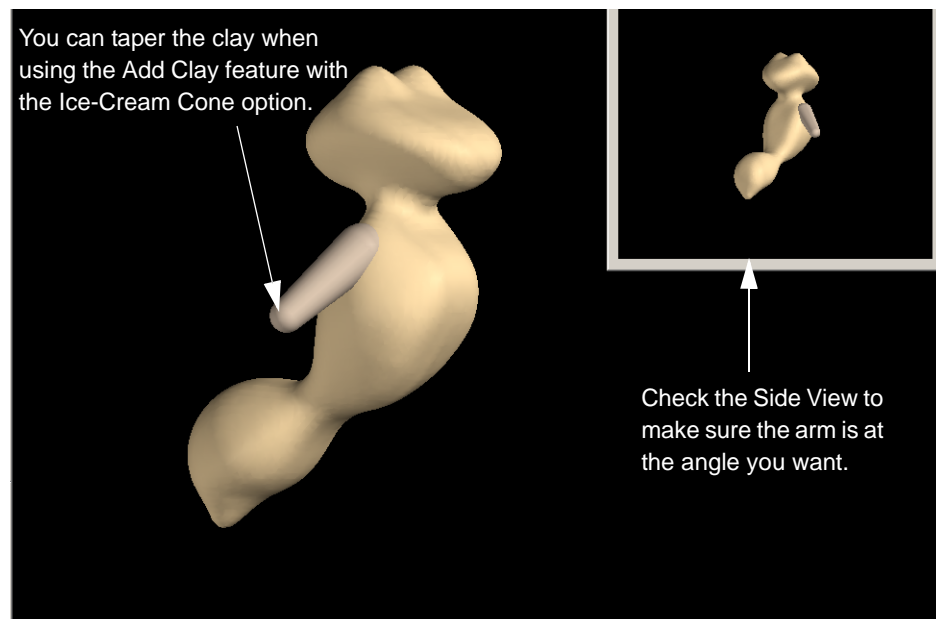 You can taper the clay when
using the Add Clay feature with
the Ice-Cream Cone option.
Check the Side View to
make sure the arm is at
the angle you want.